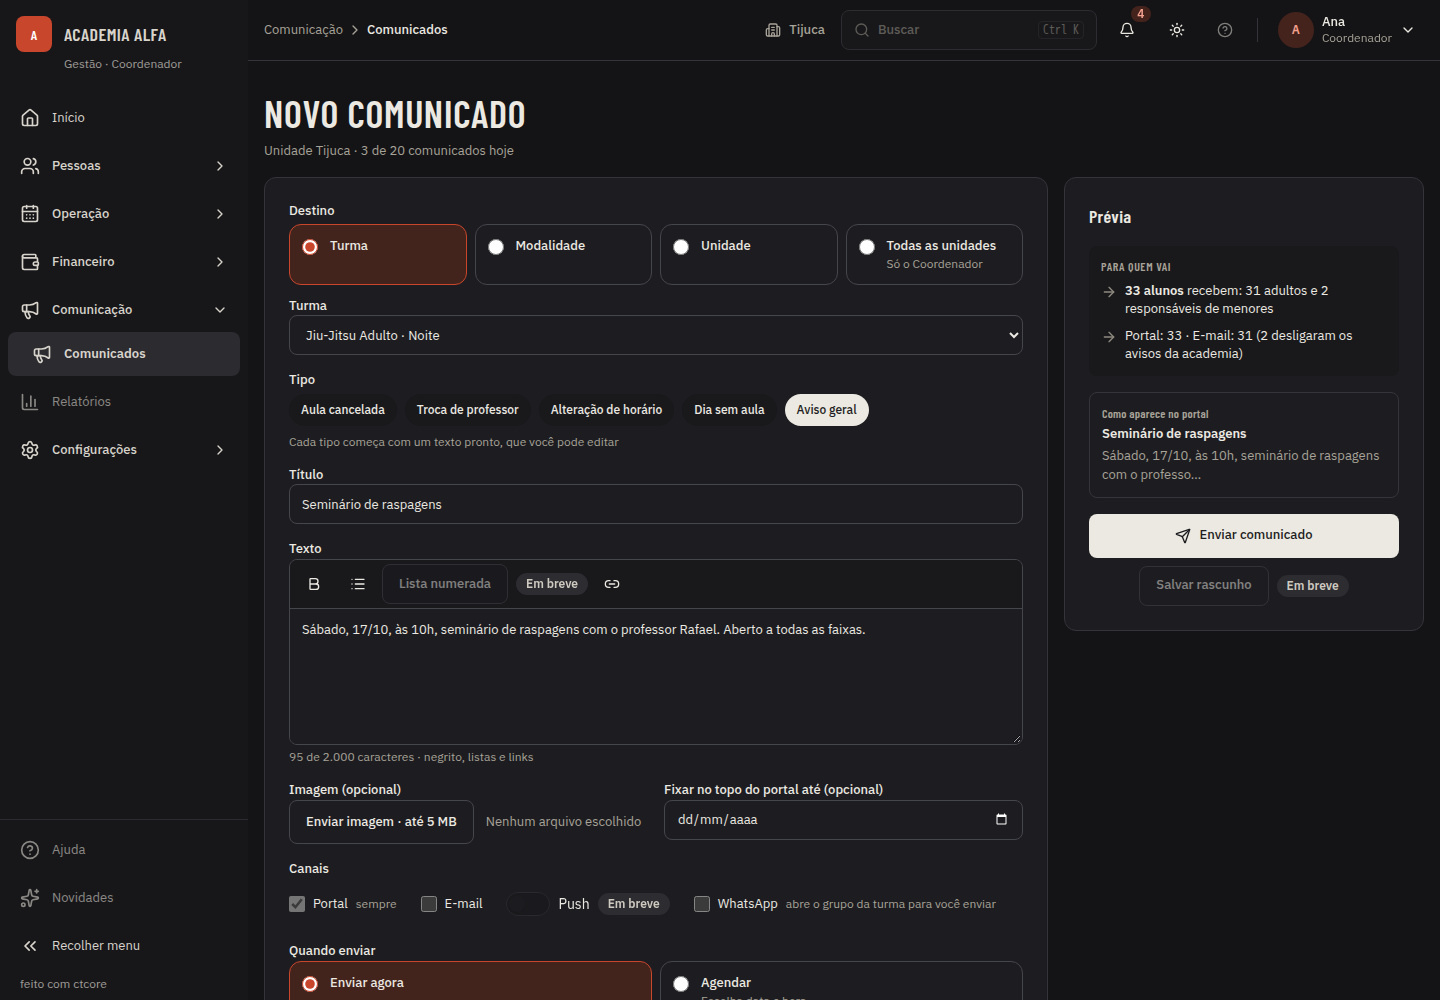 A
ACADEMIA ALFA
Gestão · Coordenador
Início
Pessoas
Operação
Financeiro
Comunicação
Comunicados
Relatórios
Configurações
Ajuda
Novidades
Recolher menu
feito com ctcore
Comunicação > Comunicados
Tijuca
Buscar
Ctrl K
4
A
Ana
Coordenador
NOVO COMUNICADO
Unidade Tijuca · 3 de 20 comunicados hoje
Destino
Turma
Modalidade
Unidade
Todas as unidades
Só o Coordenador
Turma
Jiu-Jitsu Adulto · Noite
Tipo
Aula cancelada
Troca de professor
Alteração de horário
Dia sem aula
Aviso geral
Cada tipo começa com um texto pronto, que você pode editar
Título
Seminário de raspagens
Texto
B
Lista numerada
Em breve
Sábado, 17/10, às 10h, seminário de raspagens com o professor Rafael. Aberto a todas as faixas.
95 de 2.000 caracteres · negrito, listas e links
Imagem (opcional)
Enviar imagem · até 5 MB
Nenhum arquivo escolhido
Fixar no topo do portal até (opcional)
dd/mm/aaaa
Canais
Portal sempre
E-mail
Push Em breve
WhatsApp abre o grupo da turma para você enviar
Quando enviar
Enviar agora
Agendar
Prévia
PARA QUEM VAI
33 alunos recebem: 31 adultos e 2
responsáveis de menores
Portal: 33 · E-mail: 31 (2 desligaram os
avisos da academia)
Como aparece no portal
Seminário de raspagens
Sábado, 17/10, às 10h, seminário de raspagens
com o professo...
Enviar comunicado
Salvar rascunho
Em breve